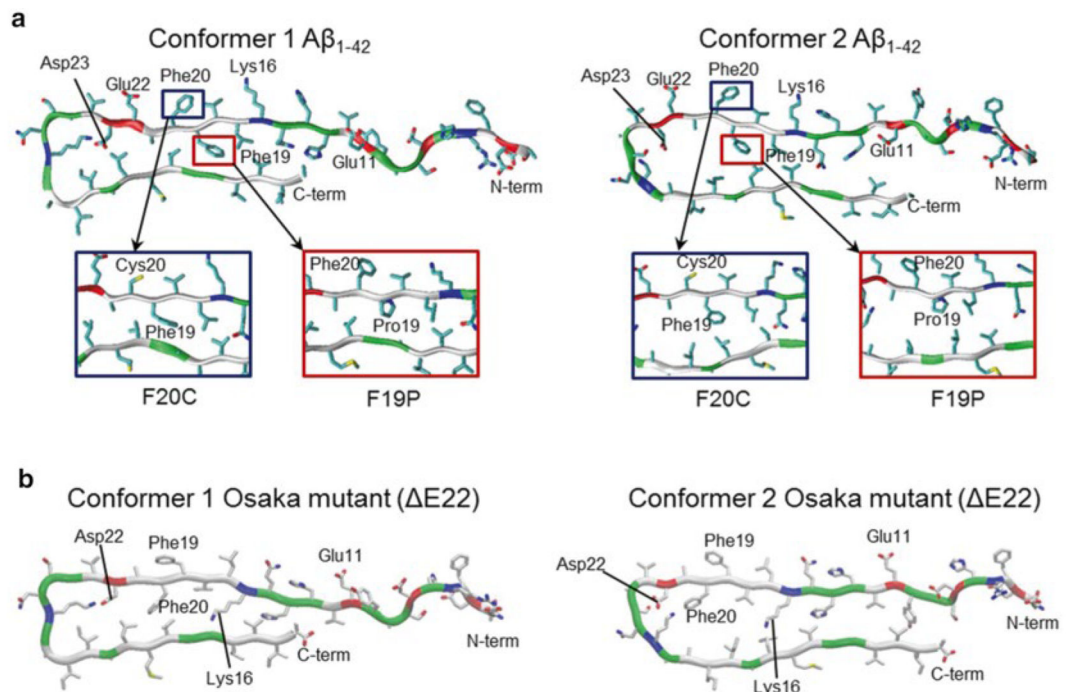 a
Conformer 1 Aβ1-42
Asp23
Glu22
Phe20
Lys16
Phe19
Glu11
C-term
N-term
Cys20
Phe19
F20C
Phe20
Pro19
F19P
Conformer 2 Aβ1-42
Asp23
Glu22
Phe20
Lys16
Phe19
Glu11
C-term
N-term
Cys20
Phe19
F20C
Phe20
Pro19
F19P
b
Conformer 1 Osaka mutant (ΔE22)
Asp22
Phe19
Glu11
Phe20
Lys16
C-term
N-term
Conformer 2 Osaka mutant (ΔE22)
Asp22
Phe19
Glu11
Phe20
Lys16
C-term
N-term